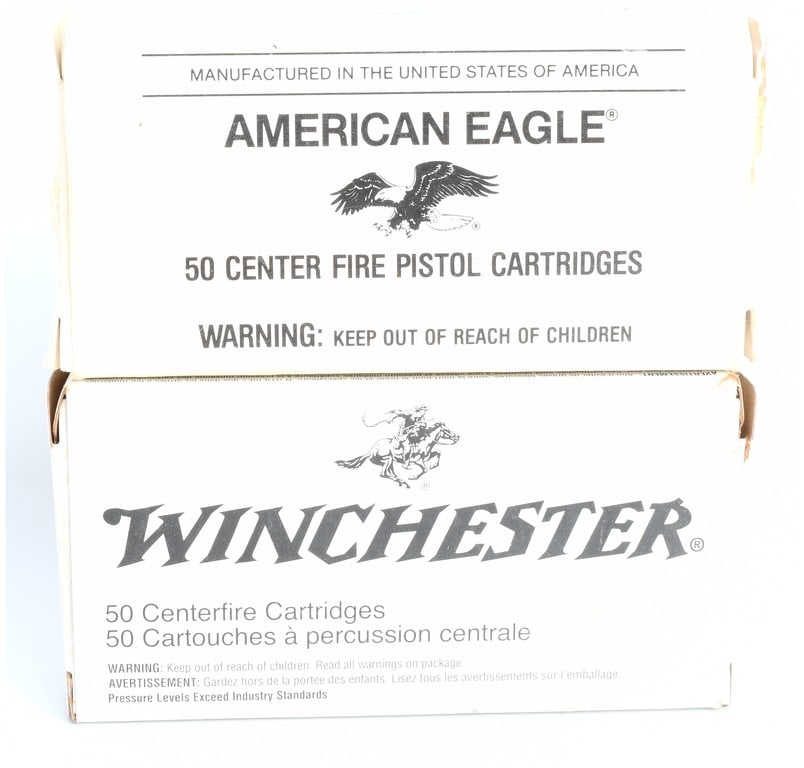 MANUFACTURED IN THE UNITED STATES OF AMERICA
AMERICAN EAGLE®
®
50 CENTER FIRE PISTOL CARTRIDGES
WARNING: KEEP OUT OF REACH OF CHILDREN
®
WINCHESTER®
50 Centerfire Cartridges
50 Cartouches à percussion centrale
WARNING: Keep out of reach of children. Read all warnings on package.
AVERTISSEMENT: Gardez hors de la portée des enfants. Lisez tous les avertissements sur l'emballage.
Pressure Levels Exceed Industry Standards